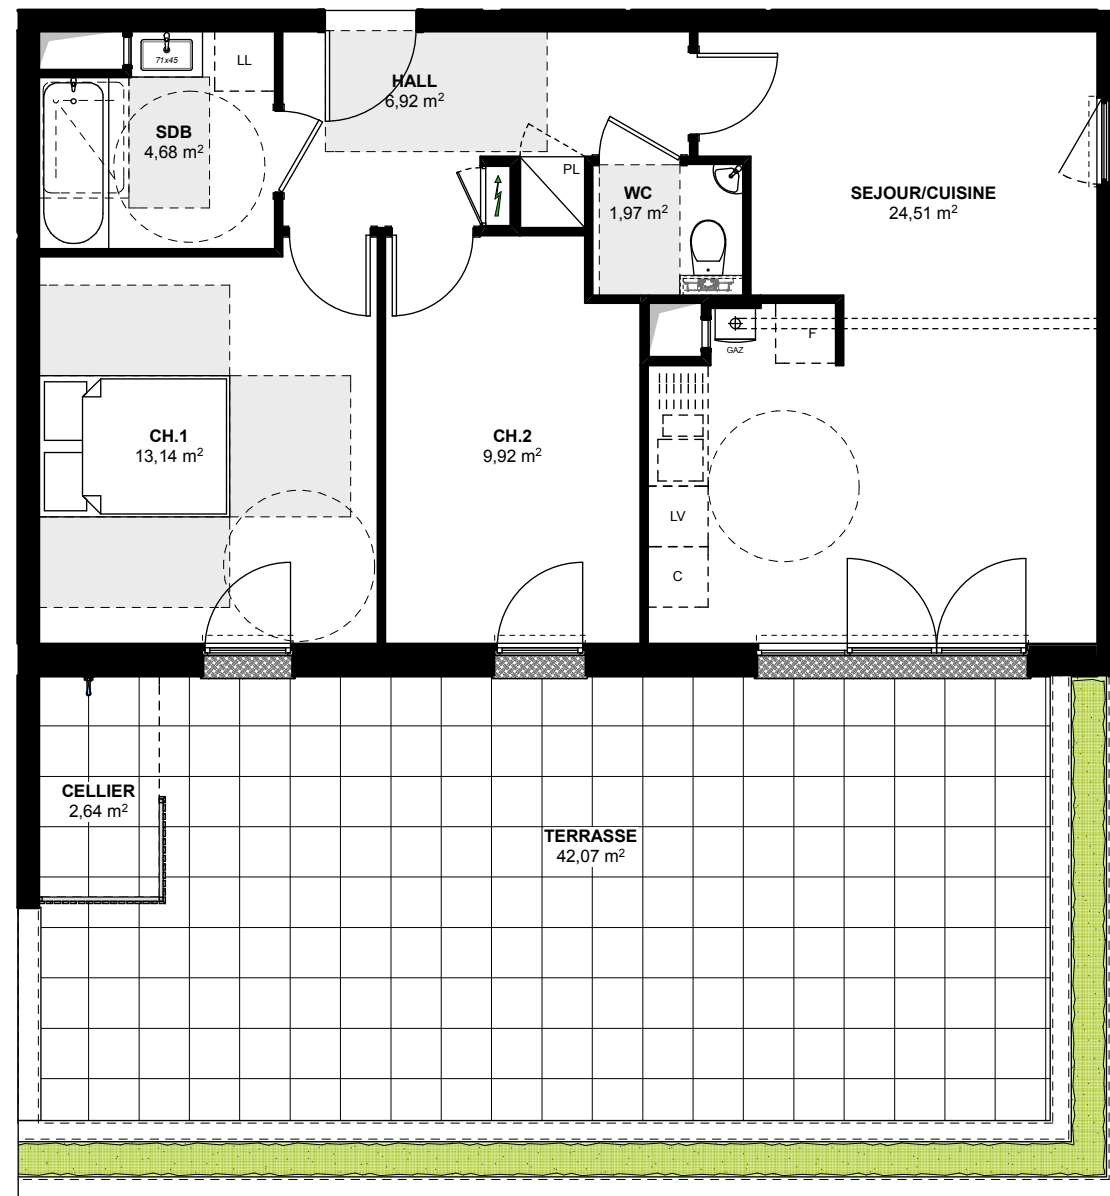 71x45
LL
HALL
6,92 m²
SDB
4,68 m²
PL
WC
1,97 m²
SEJOUR/CUISINE
24,51 m²
GAZ
F
CH.1
13,14 m²
CH.2
9,92 m²
LV
C
CELLIER
2,64 m²
TERRASSE
42,07 m²